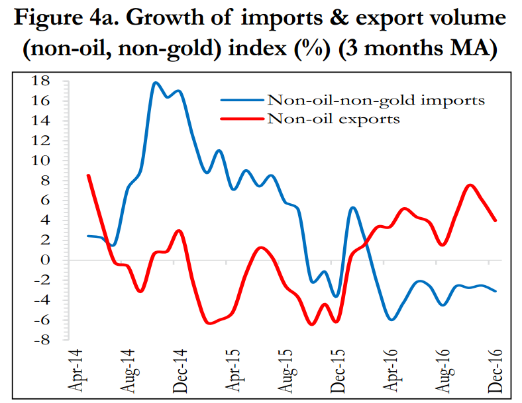 Figure 4a. Growth of imports & export volume
(non-oil, non-gold) index (%) (3 months MA)
18
16
14
12
10
8
6
4
2
0
-2
-4
-6
-8
Non-oil-non-gold imports
Non-oil exports
Apr-14
Aug-14
Dec-14
Apr-15
Aug-15
Dec-15
Apr-16
Aug-16
Dec-16